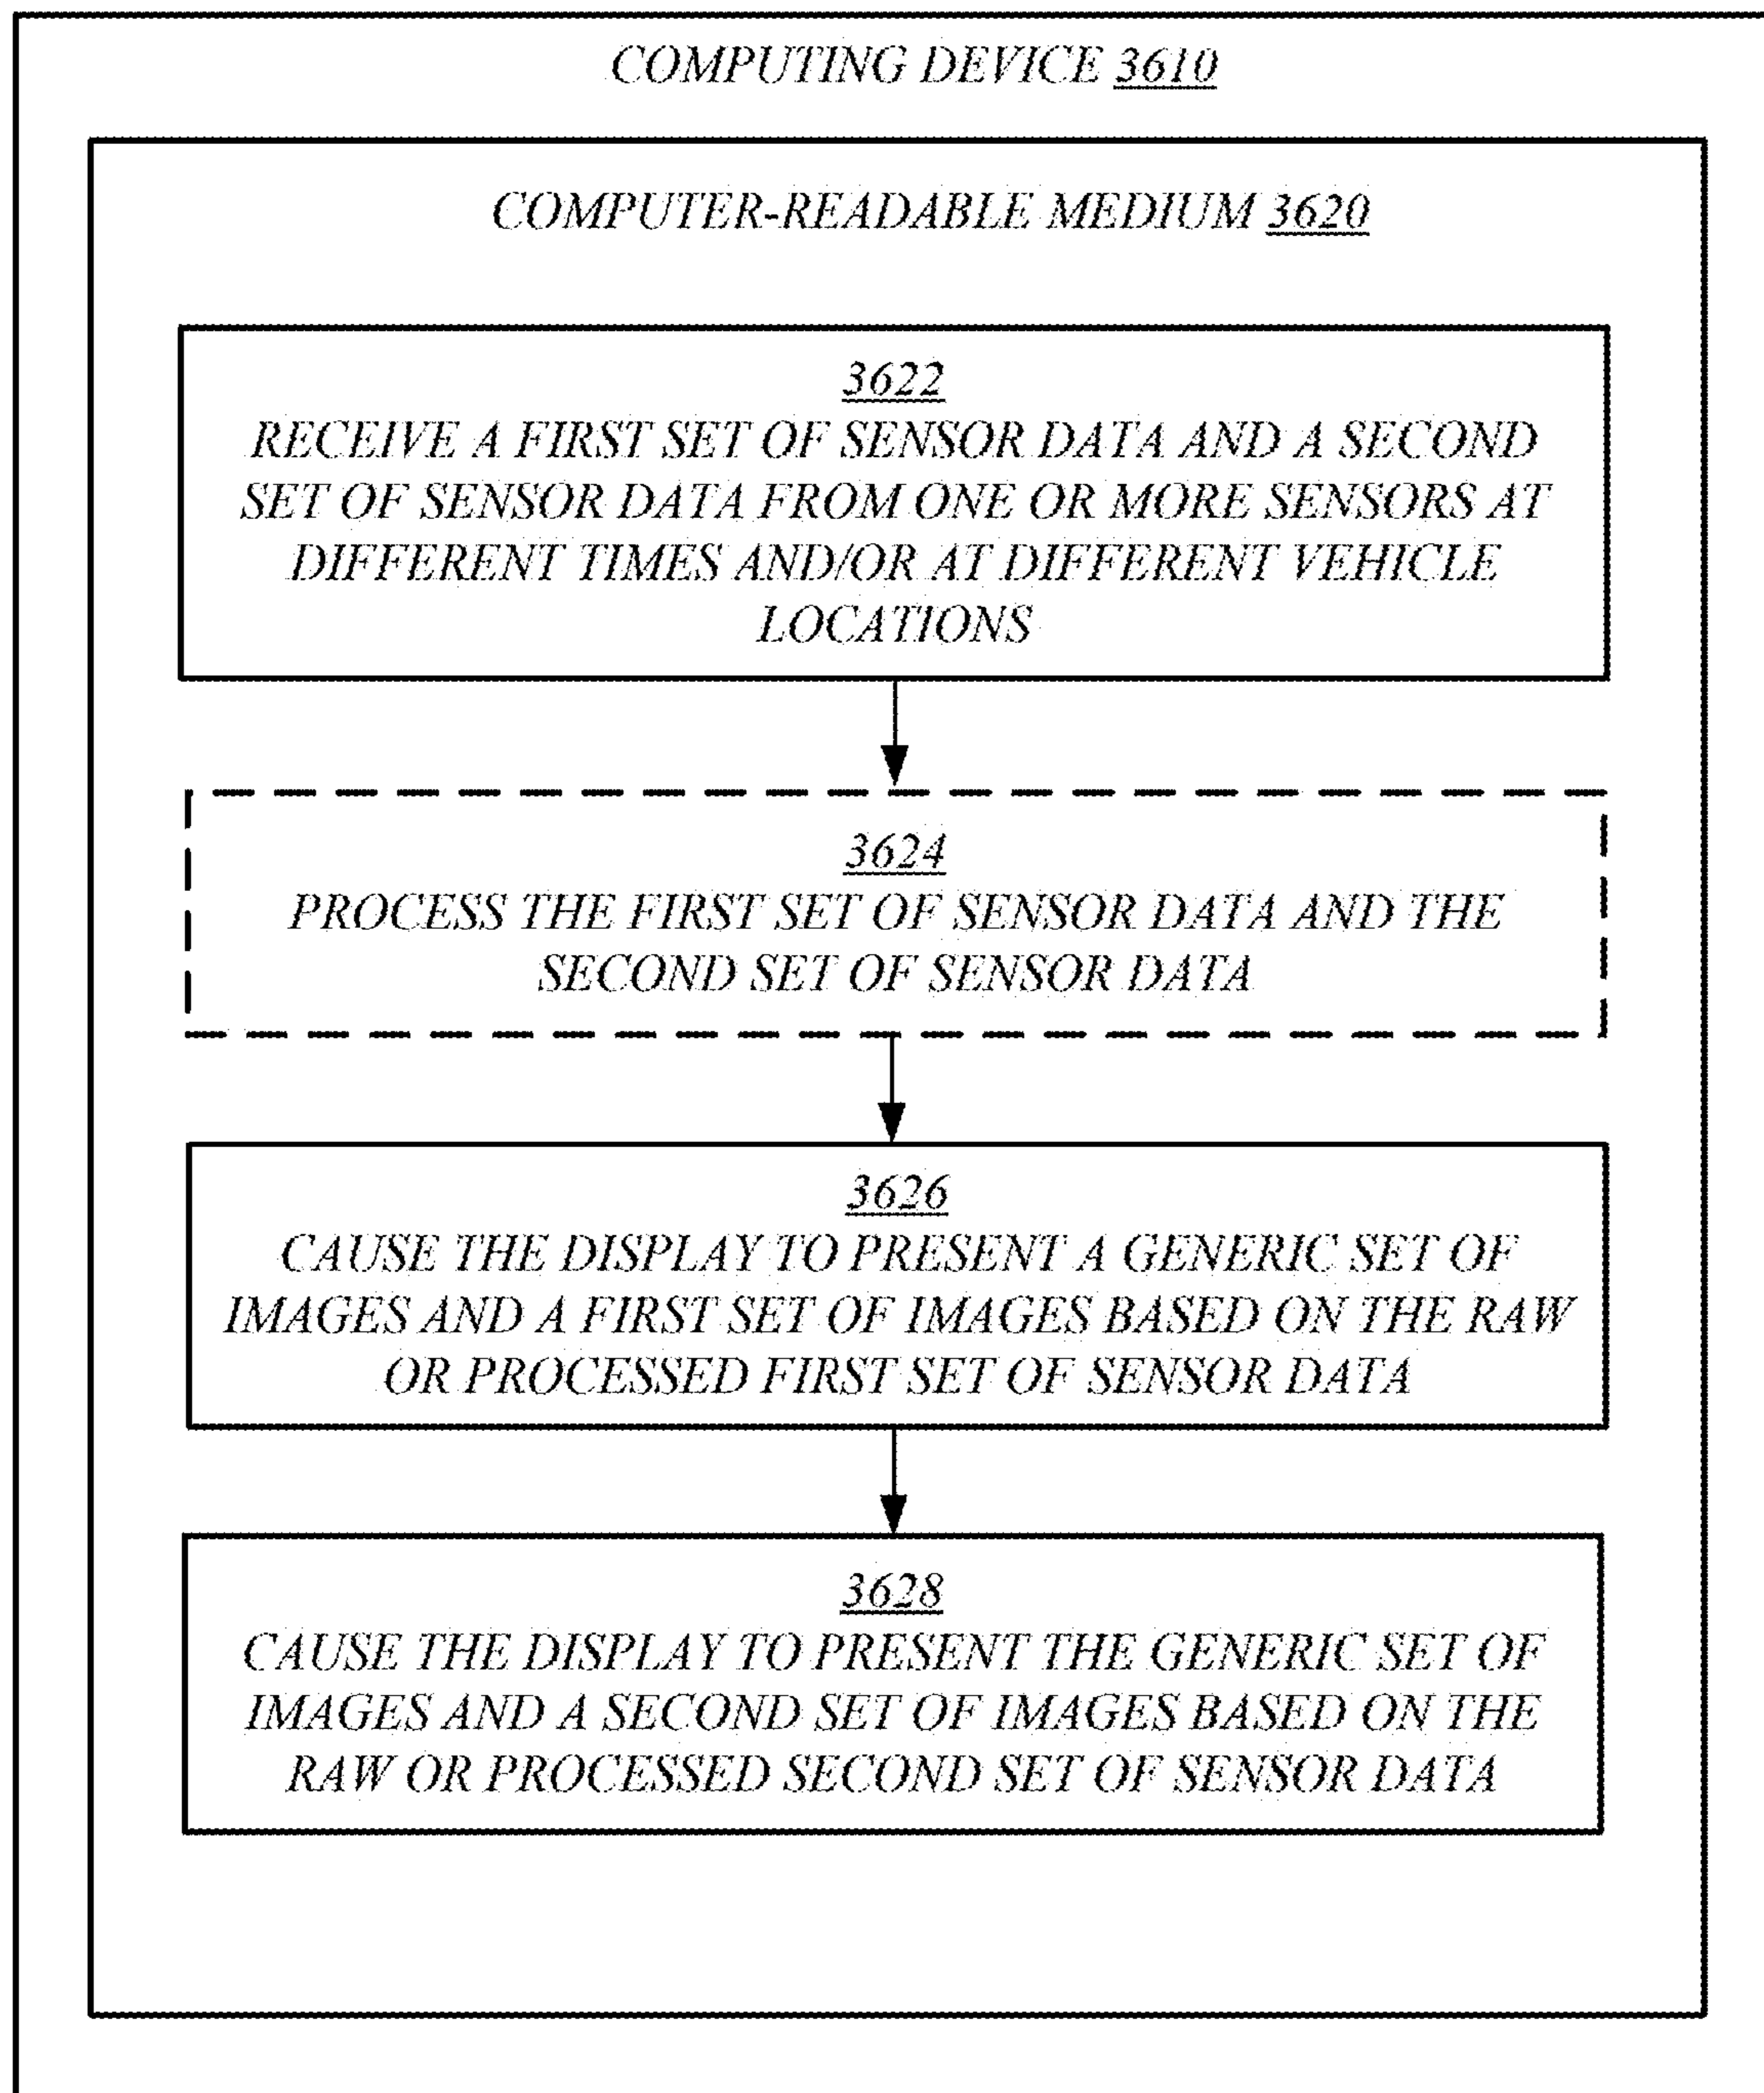 COMPUTING DEVICE 3610
COMPUTER-READABLE MEDIUM 3620
3622
RECEIVE A FIRST SET OF SENSOR DATA AND A SECOND
SET OF SENSOR DATA FROM ONE OR MORE SENSORS AT
DIFFERENT TIMES AND/OR AT DIFFERENT VEHICLE
LOCATIONS
3624
PROCESS THE FIRST SET OF SENSOR DATA AND THE
SECOND SET OF SENSOR DATA
3626
CAUSE THE DISPLAY TO PRESENT A GENERIC SET OF
IMAGES AND A FIRST SET OF IMAGES BASED ON THE RAW
OR PROCESSED FIRST SET OF SENSOR DATA
3628
CAUSE THE DISPLAY TO PRESENT THE GENERIC SET OF
IMAGES AND A SECOND SET OF IMAGES BASED ON THE
RAW OR PROCESSED SECOND SET OF SENSOR DATA